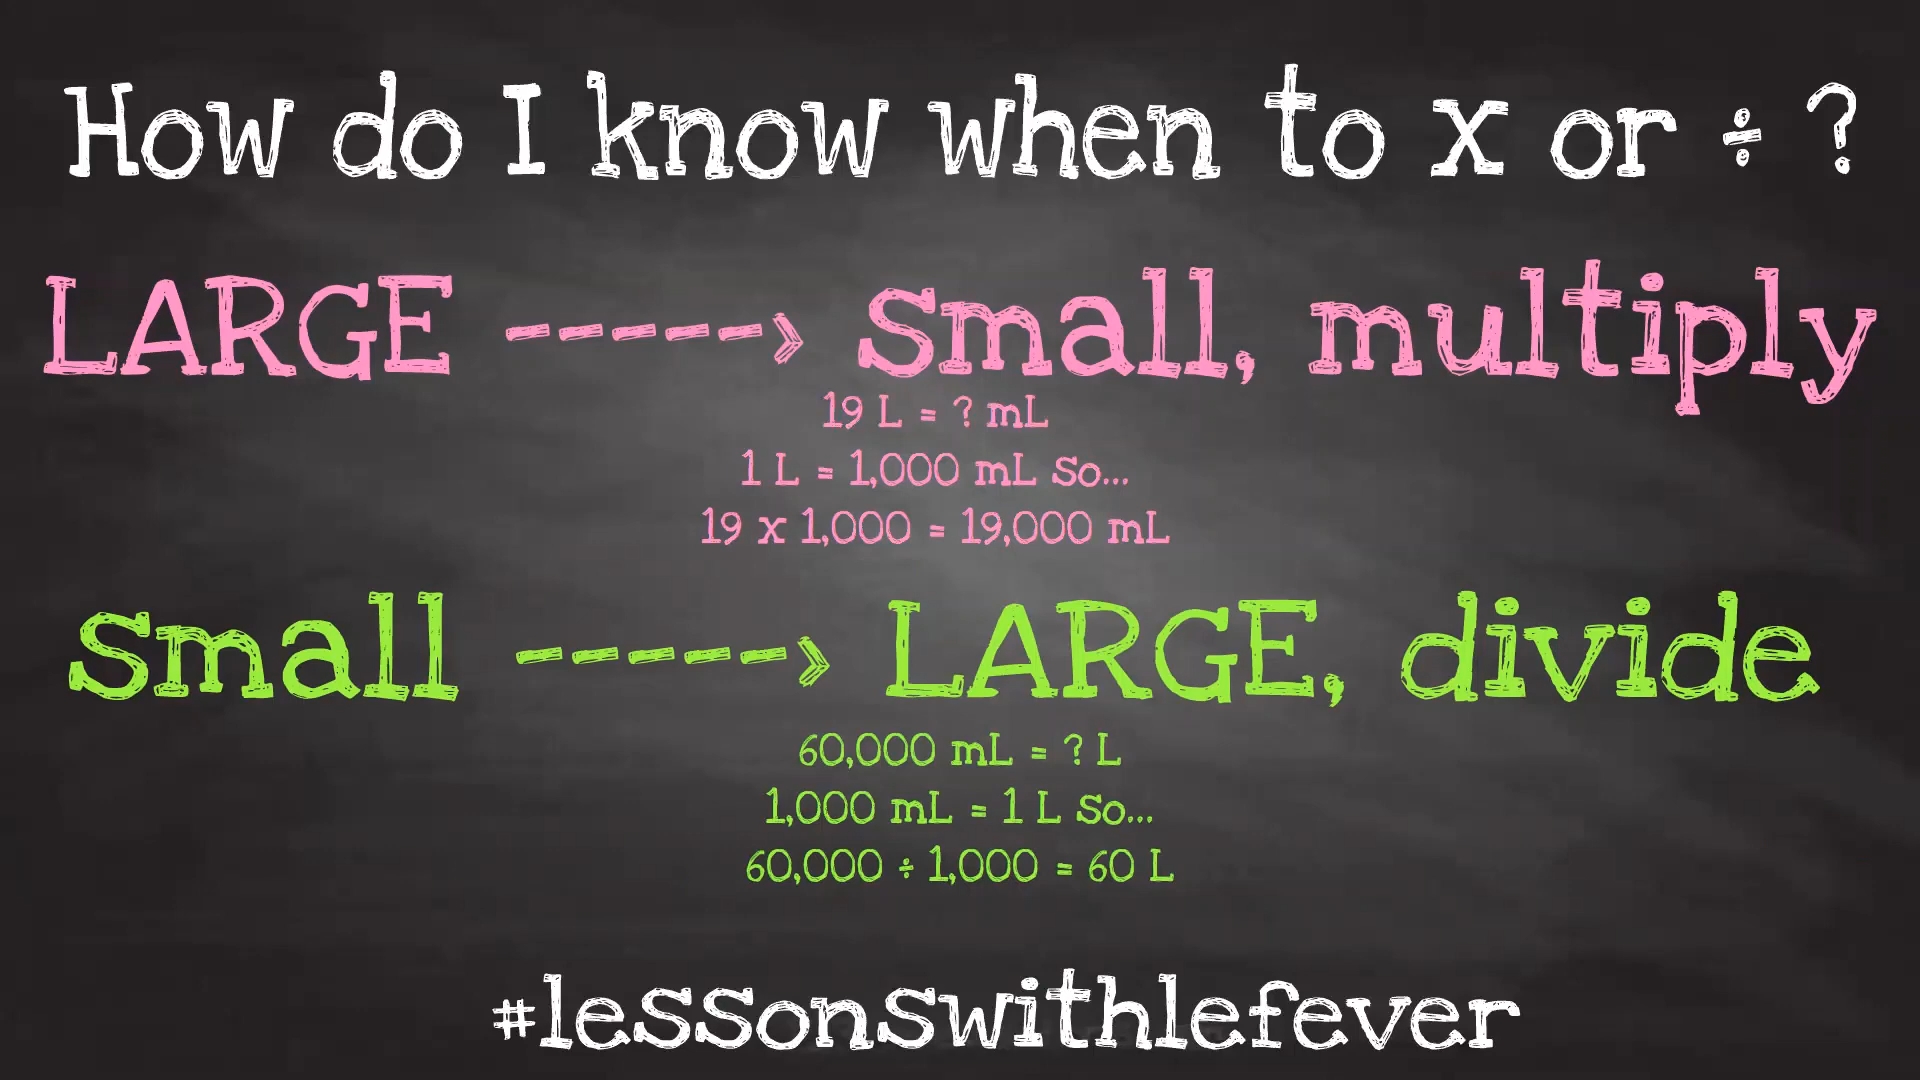 How do I know when to x or ÷ ?
LARGE -----> small, multiply
19 L = ? mL
1 L = 1,000 mL so...
19 x 1,000 = 19,000 mL
small -----> LARGE, divide
60,000 mL = ? L
1,000 mL = 1 L so...
60,000 ÷ 1,000 = 60 L
#lessonswithlefever